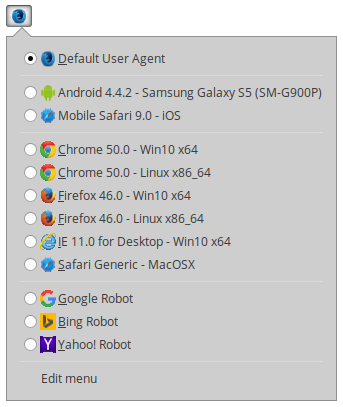 Default User Agent
Android 4.4.2 - Samsung Galaxy S5 (SM-G900P)
Mobile Safari 9.0 - iOS
Chrome 50.0 - Win10 x64
Chrome 50.0 - Linux x86_64
Firefox 46.0 - Win10 x64
Firefox 46.0 - Linux x86_64
IE 11.0 for Desktop - Win10 x64
Safari Generic - MacOSX
Google Robot
Bing Robot
Yahoo! Robot
Edit menu